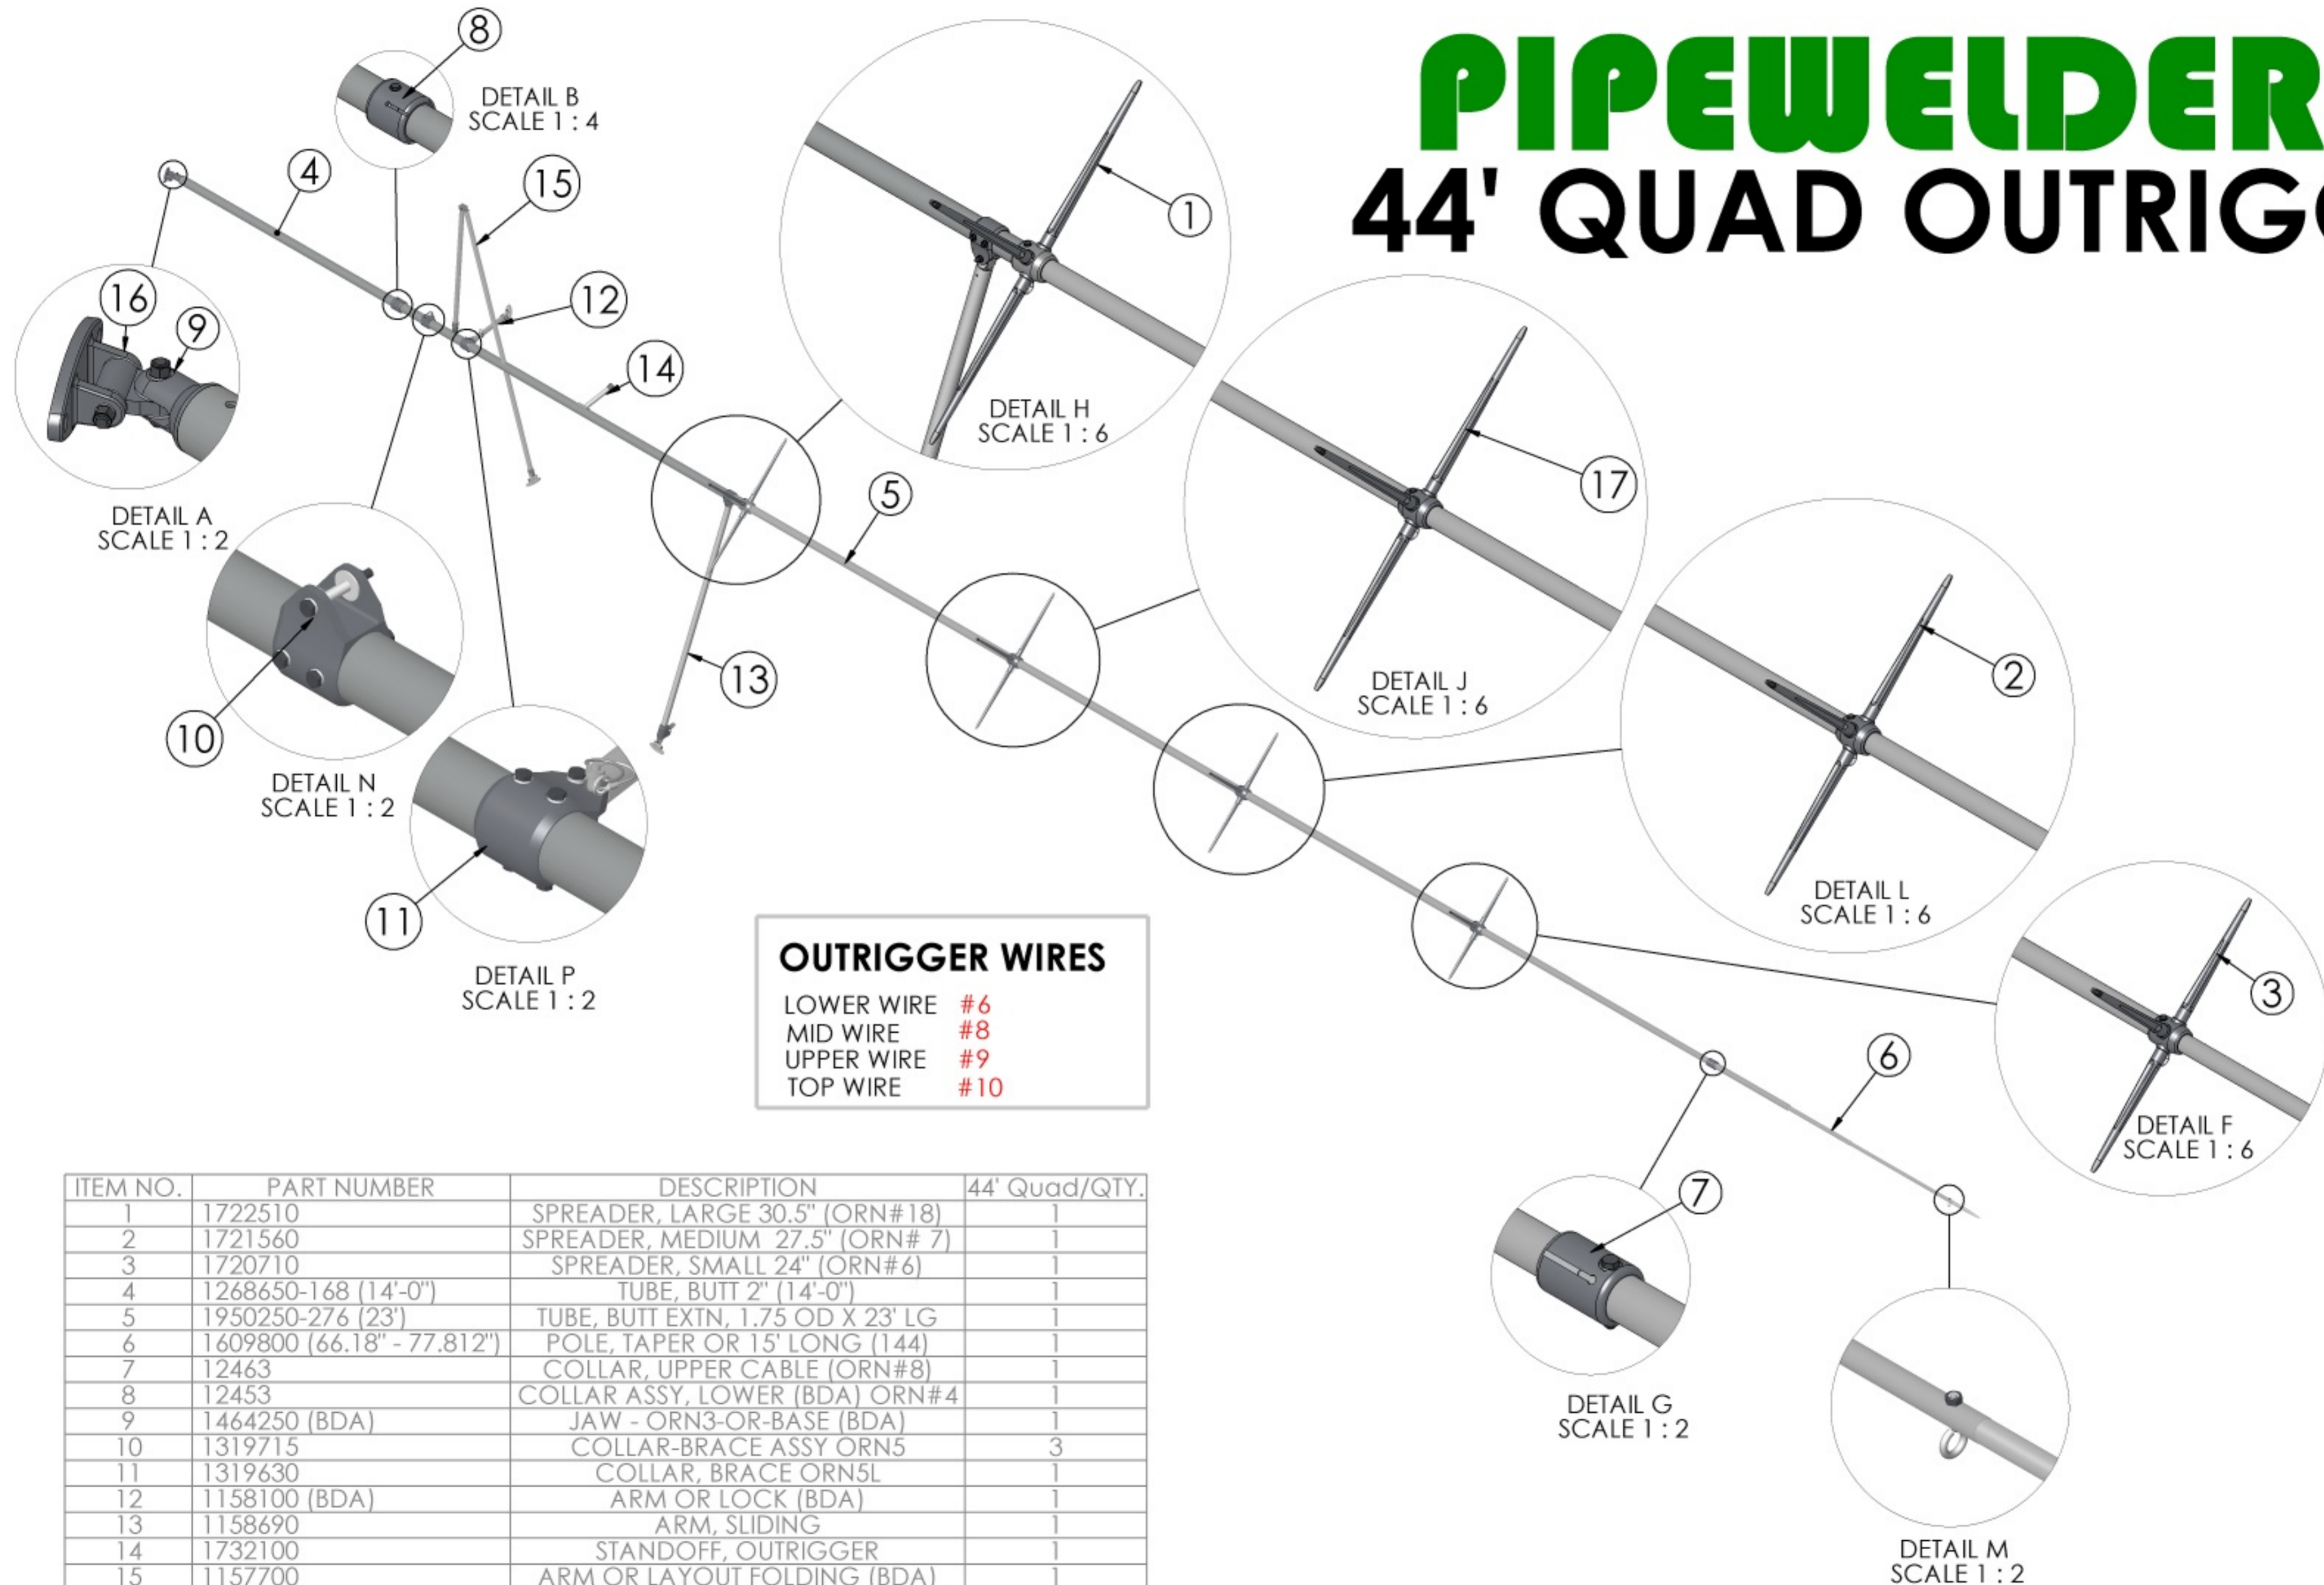 PIPEWELDER
44' QUAD OUTRIG
8
DETAIL B
SCALE 1 : 4
4
15
16
9
12
14
DETAIL A
SCALE 1 : 2
1
DETAIL H
SCALE 1 : 6
5
17
DETAIL J
SCALE 1 : 6
10
DETAIL N
SCALE 1 : 2
13
2
DETAIL L
SCALE 1 : 6
11
DETAIL P
SCALE 1 : 2
3
DETAIL F
SCALE 1 : 6
6
7
DETAIL G
SCALE 1 : 2
DETAIL M
SCALE 1 : 2
OUTRIGGER WIRES
LOWER WIRE #6
MID WIRE #8
UPPER WIRE #9
TOP WIRE #10
ITEM NO. PART NUMBER DESCRIPTION 44' Quad/QTY.
1 1722510 SPREADER, LARGE 30.5" (ORN#18) 1
2 1721560 SPREADER, MEDIUM 27.5" (ORN# 7) 1
3 1720710 SPREADER, SMALL 24" (ORN#6) 1
4 1268650-168 (14'-0") TUBE, BUTT 2" (14'-0") 1
5 1950250-276 (23') TUBE, BUTT EXTN, 1.75 OD X 23' LG 1
6 1609800 (66.18" - 77.812") POLE, TAPER OR 15' LONG (144) 1
7 12463 COLLAR, UPPER CABLE (ORN#8) 1
8 12453 COLLAR ASSY, LOWER (BDA) ORN#4 1
9 1464250 (BDA) JAW - ORN3-OR-BASE (BDA) 1
10 1319715 COLLAR-BRACE ASSY ORN5 3
11 1319630 COLLAR, BRACE ORN5L 1
12 1158100 (BDA) ARM OR LOCK (BDA) 1
13 1158690 ARM, SLIDING 1
14 1732100 STANDOFF, OUTRIGGER 1
15 1157700 ARM OR LAYOUT FOLDING (BDA) 1